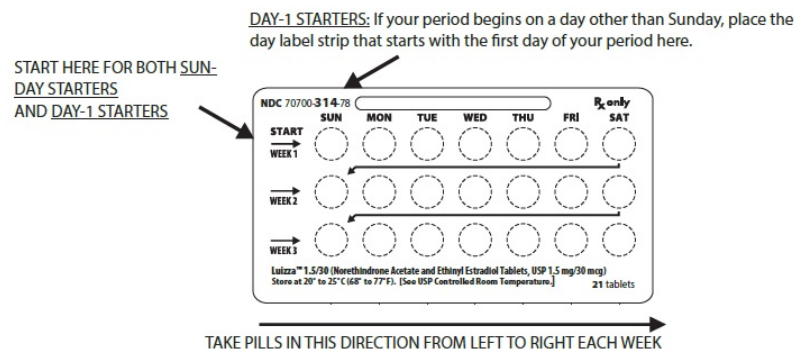 DAY-1 STARTERS: If your period begins on a day other than Sunday, place the
day label strip that starts with the first day of your period here.
START HERE FOR BOTH SUN-
DAY STARTERS
AND DAY-1 STARTERS
NDC 70700-314-78
Rx only
SUN MON TUE WED THU FRI SAT
START
WEEK 1
WEEK 2
WEEK 3
Luizza™ 1.5/30 (Norethindrone Acetate and Ethinyl Estradiol Tablets, USP 1.5 mg/30 mcg)
Store at 20° to 25°C (68° to 77°F). [See USP Controlled Room Temperature.]
21 tablets
TAKE PILLS IN THIS DIRECTION FROM LEFT TO RIGHT EACH WEEK